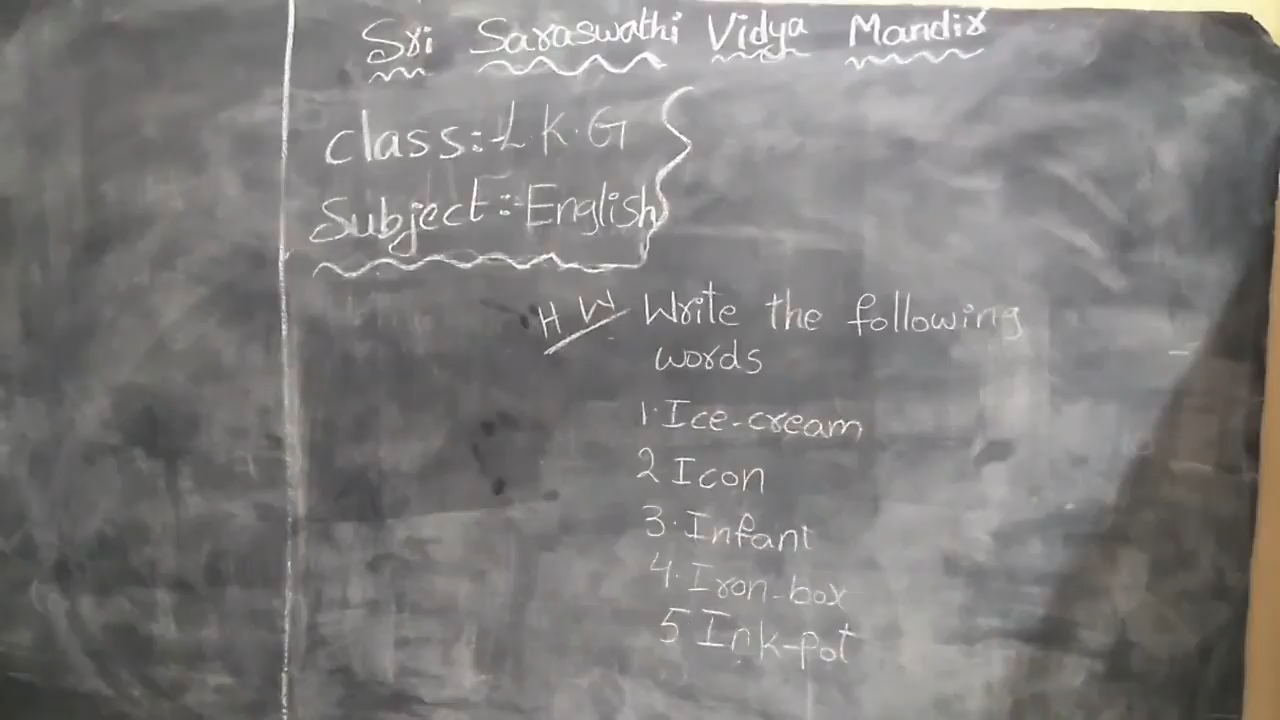 Sri Saraswathi Vidya Mandir
Class:- L.K.G
Subject:- English
HW Write the following
words
1. Ice-cream
2 Icon
3. Infant
4. Iron-box
5 Ink-pot